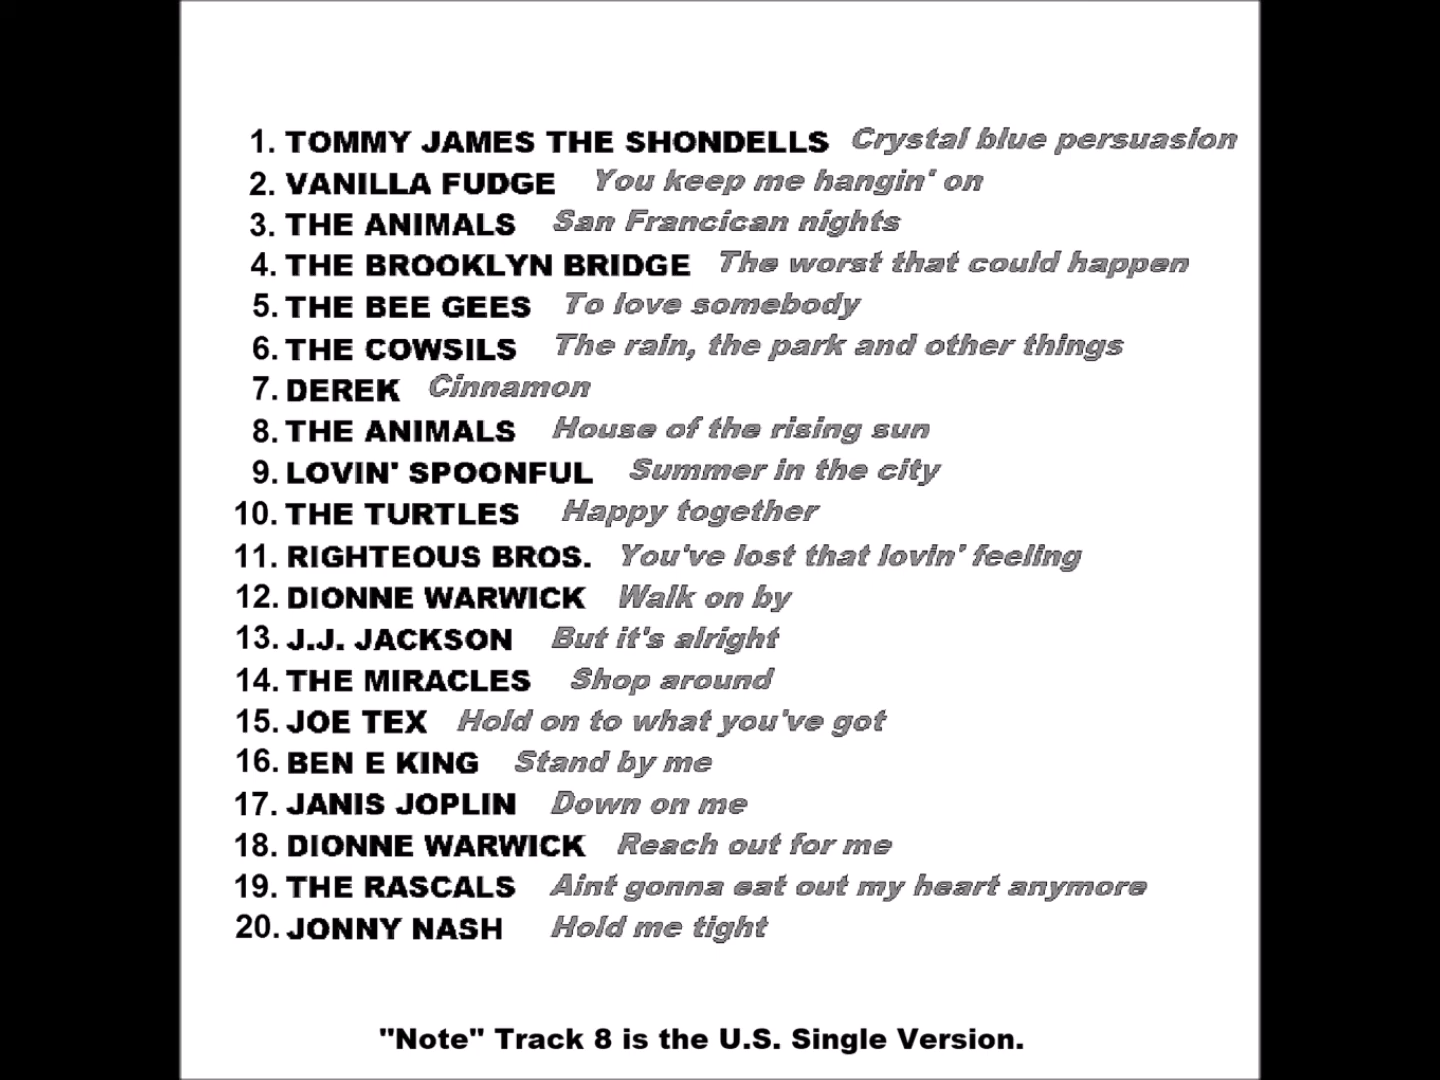 1. TOMMY JAMES THE SHONDELLS Crystal blue persuasion
2. VANILLA FUDGE You keep me hangin' on
3. THE ANIMALS San Francican nights
4. THE BROOKLYN BRIDGE The worst that could happen
5. THE BEE GEES To love somebody
6. THE COWSILS The rain, the park and other things
7. DEREK Cinnamon
8. THE ANIMALS House of the rising sun
9. LOVIN' SPOONFUL Summer in the city
10. THE TURTLES Happy together
11. RIGHTEOUS BROS. You've lost that lovin' feeling
12. DIONNE WARWICK Walk on by
13. J.J. JACKSON But it's alright
14. THE MIRACLES Shop around
15. JOE TEX Hold on to what you've got
16. BEN E KING Stand by me
17. JANIS JOPLIN Down on me
18. DIONNE WARWICK Reach out for me
19. THE RASCALS Aint gonna eat out my heart anymore
20. JONNY NASH Hold me tight
"Note" Track 8 is the U.S. Single Version.